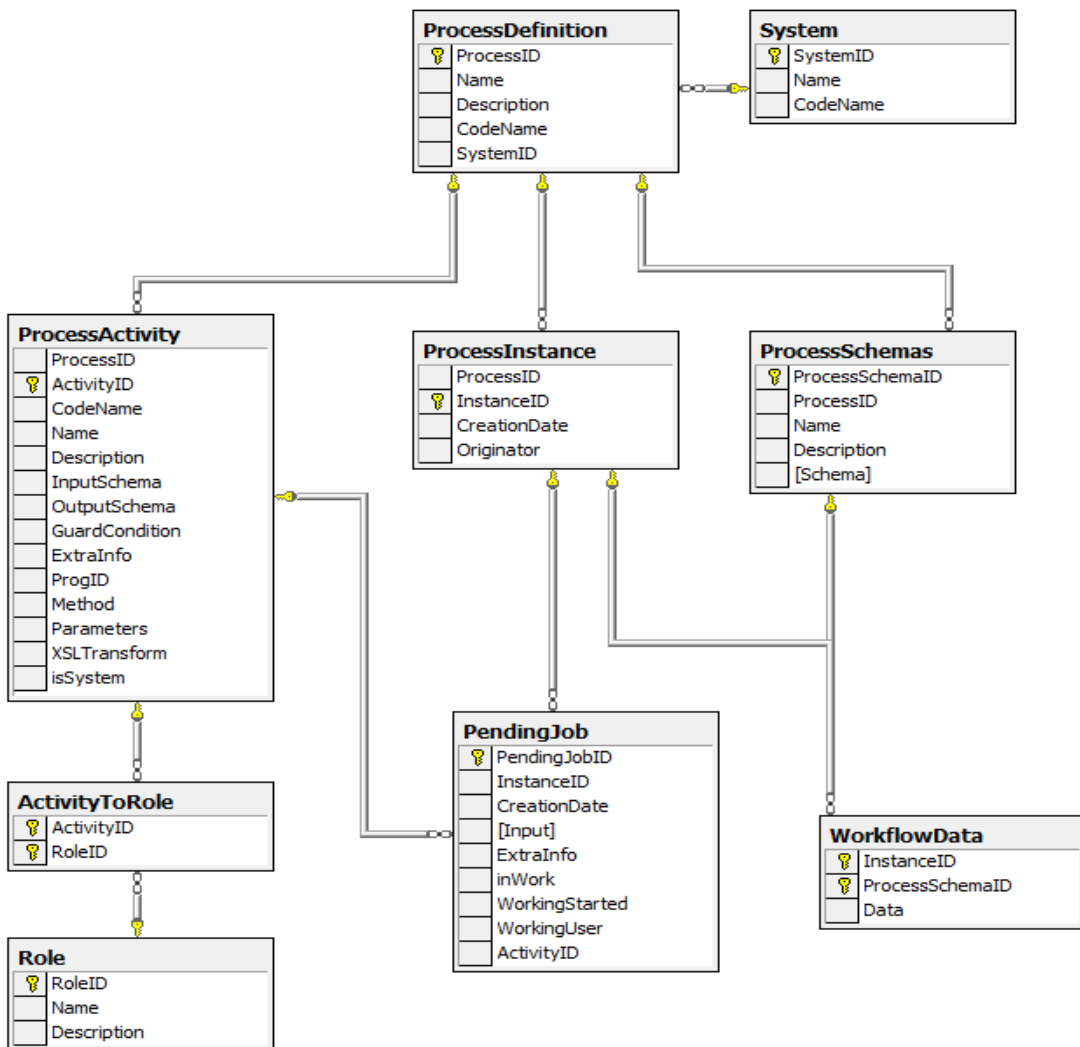 ProcessDefinition
ProcessID
Name
Description
CodeName
SystemID
System
SystemID
Name
CodeName
ProcessActivity
ProcessID
ActivityID
CodeName
Name
Description
InputSchema
OutputSchema
GuardCondition
ExtraInfo
ProgID
Method
Parameters
XSLTransform
isSystem
ProcessInstance
ProcessID
InstanceID
CreationDate
Originator
ProcessSchemas
ProcessSchemaID
ProcessID
Name
Description
[Schema]
PendingJob
PendingJobID
InstanceID
CreationDate
[Input]
ExtraInfo
inWork
WorkingStarted
WorkingUser
ActivityID
ActivityToRole
ActivityID
RoleID
WorkflowData
InstanceID
ProcessSchemaID
Data
Role
RoleID
Name
Description